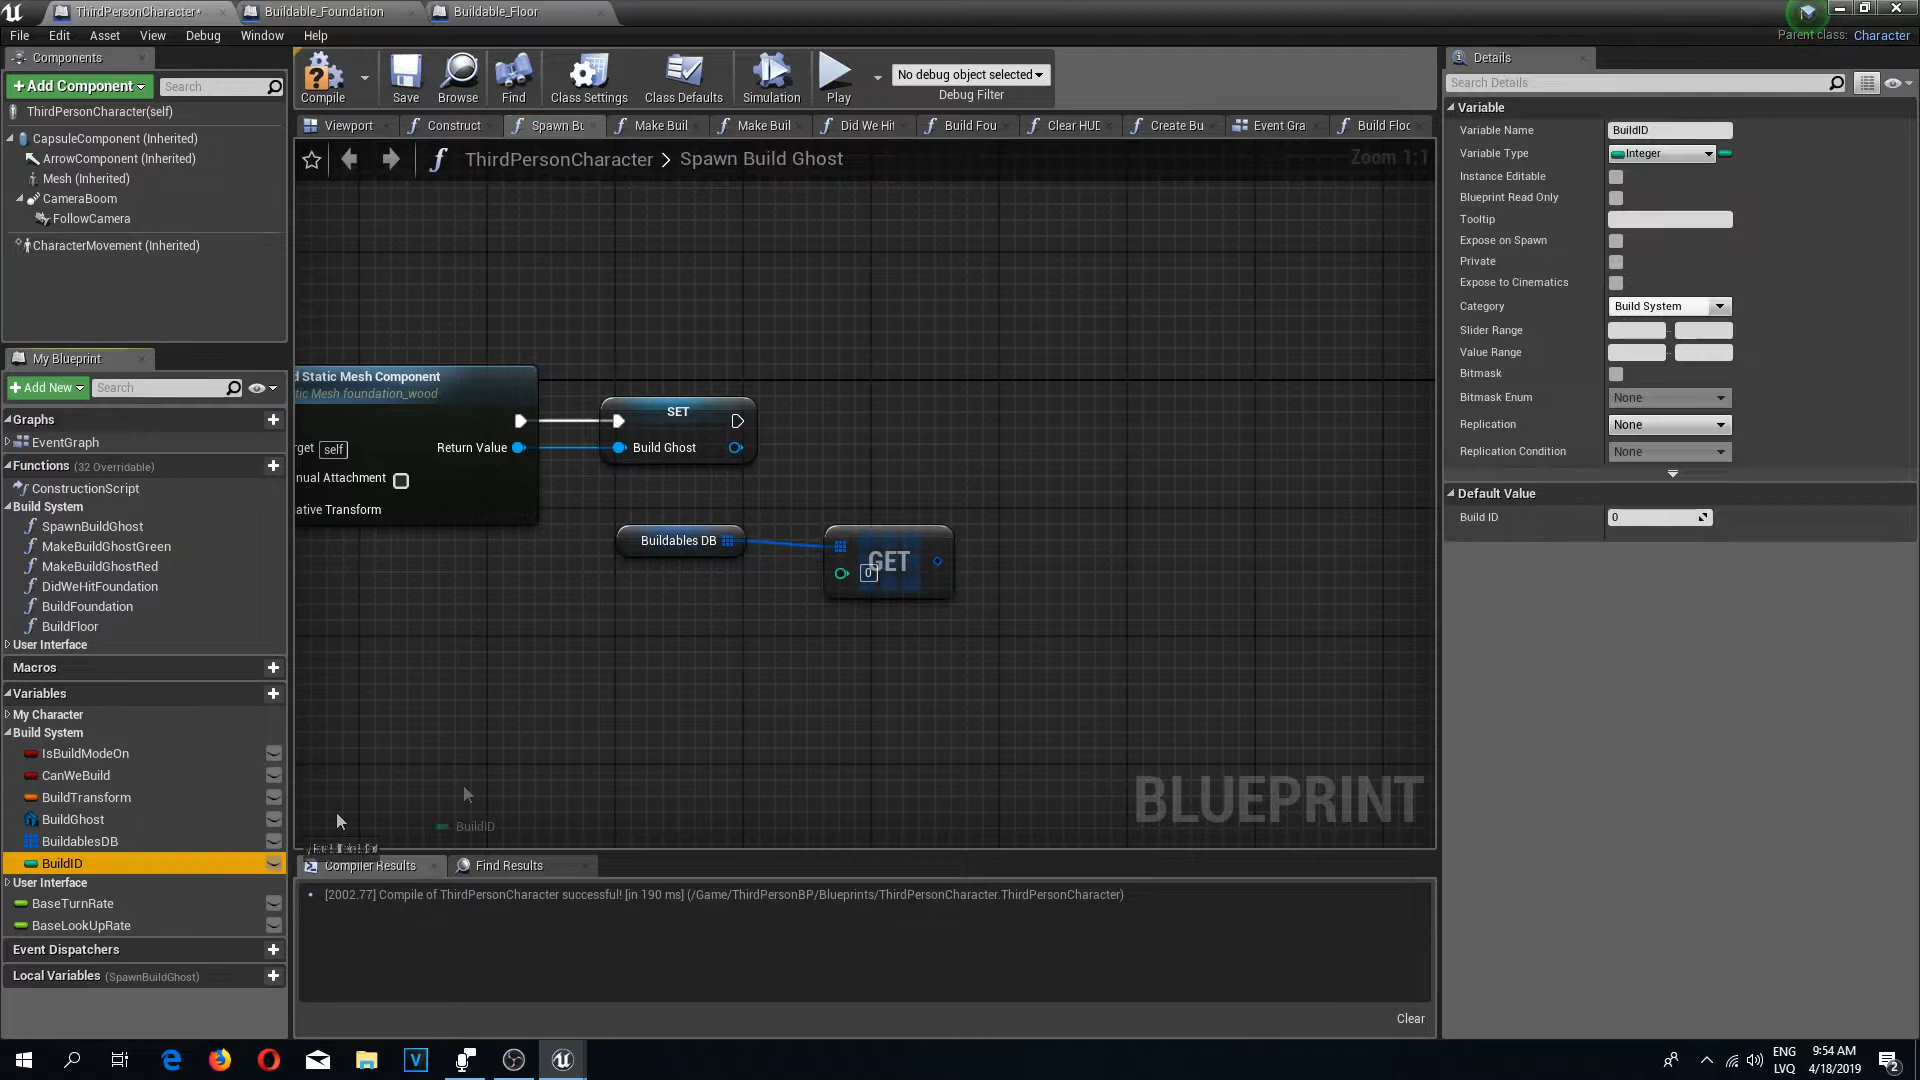 ThirdPersonCharacter*
Buildable_Foundation
Buildable_Floor
File Edit Asset View Debug Window Help
Parent class: Character
Components
+Add Component
Search
ThirdPersonCharacter(self)
CapsuleComponent (Inherited)
ArrowComponent (Inherited)
Mesh (Inherited)
CameraBoom
FollowCamera
CharacterMovement (Inherited)
My Blueprint
+Add New
Search
Graphs
EventGraph
Functions (32 Overridable)
ConstructionScript
Build System
SpawnBuildGhost
MakeBuildGhostGreen
MakeBuildGhostRed
DidWeHitFoundation
BuildFoundation
BuildFloor
User Interface
Macros
Variables
My Character
Build System
IsBuildModeOn
CanWeBuild
BuildTransform
BuildGhost
BuildablesDB
BuildID
User Interface
BaseTurnRate
BaseLookUpRate
Event Dispatchers
Local Variables (SpawnBuildGhost)
Compile
Save
Browse
Find
Class Settings
Class Defaults
Simulation
Play
No debug object selected
Debug Filter
Viewport
Construct
Spawn Bu
Make Buil
Make Buil
Did We Hit
Build Fou
Clear HUD
Create Bu
Event Gra
Build Floo
ThirdPersonCharacter > Spawn Build Ghost
Zoom 1:1
d Static Mesh Component
tic Mesh foundation_wood
rget self
Return Value
nual Attachment
ative Transform
SET
Build Ghost
Buildables DB
GET
0
BuildID
BLUEPRINT
Compiler Results
Find Results
[2002.77] Compile of ThirdPersonCharacter successful! [in 190 ms] (/Game/ThirdPersonBP/Blueprints/ThirdPersonCharacter.ThirdPersonCharacter)
Clear
Details
Search Details
Variable
Variable Name BuildID
Variable Type Integer
Instance Editable
Blueprint Read Only
Tooltip
Expose on Spawn
Private
Expose to Cinematics
Category Build System
Slider Range
Value Range
Bitmask
Bitmask Enum None
Replication None
Replication Condition None
Default Value
Build ID 0
ENG
LVQ
9:54 AM
4/18/2019
2